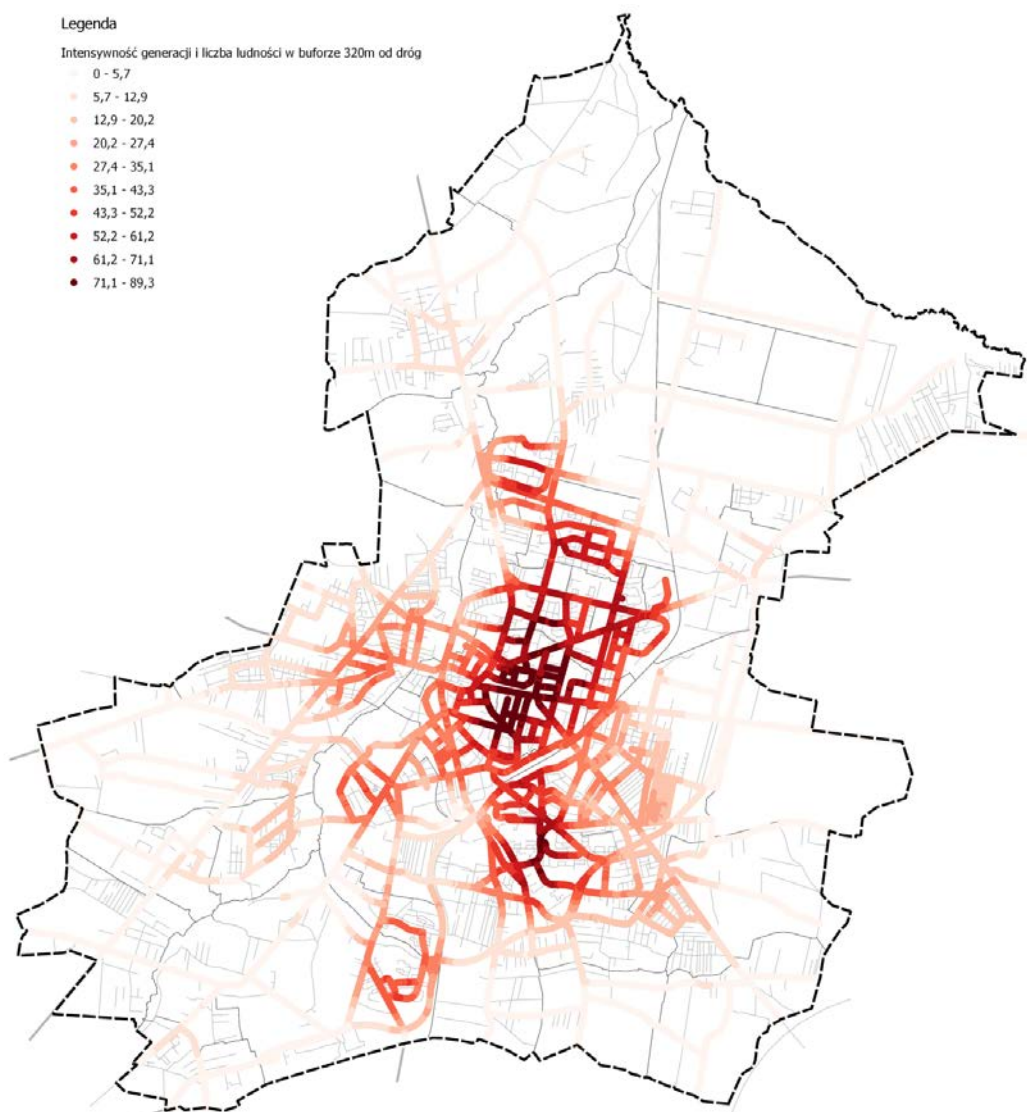 Legenda
Intensywność generacji i liczba ludności w buforze 320m od dróg
0 - 5,7
5,7 - 12,9
12,9 - 20,2
20,2 - 27,4
27,4 - 35,1
35,1 - 43,3
43,3 - 52,2
52,2 - 61,2
61,2 - 71,1
71,1 - 89,3